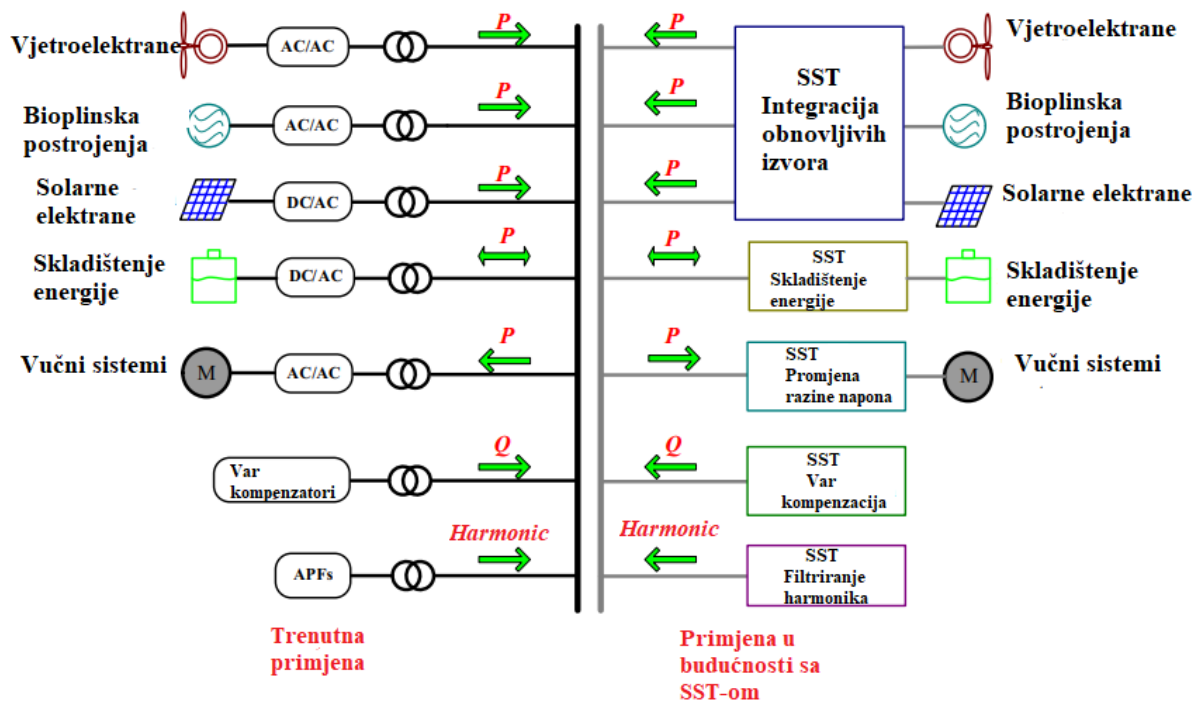 Vjetroelektrane
AC/AC
P
P
SST
Integracija
obnovljivih
izvora
Vjetroelektrane
Bioplinska
postrojenja
AC/AC
P
P
Bioplinska
postrojenja
Solarne
elektrane
DC/AC
P
P
Solarne elektrane
Skladištenje
energije
DC/AC
P
P
SST
Skladištenje
energije
Skladištenje
energije
Vučni sistemi
M
AC/AC
P
P
SST
Promjena
razine napona
M
Vučni sistemi
Var
kompenzatori
Q
Q
SST
Var
kompenzacija
APFs
Harmonic
Harmonic
SST
Filtriranje
harmonika
Trenutna
primjena
Primjena u
budućnosti sa
SST-om